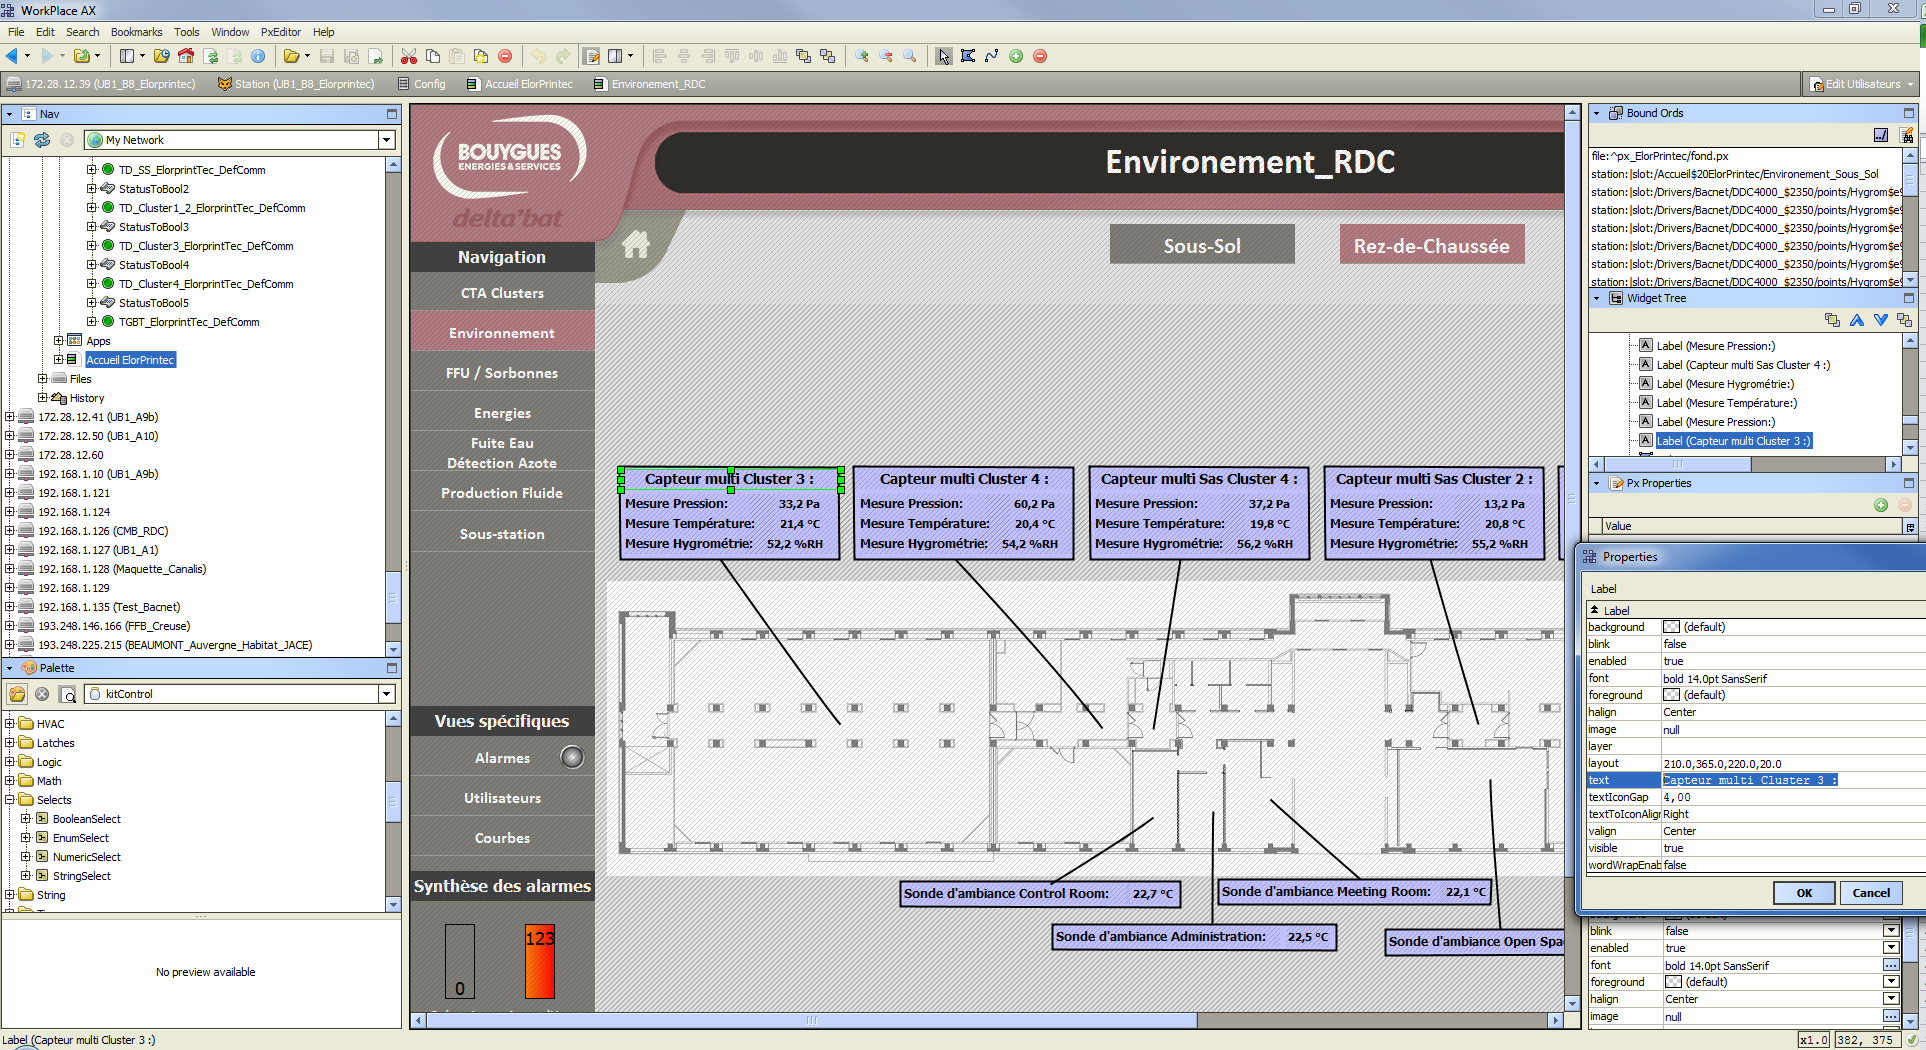 WorkPlace AX
File Edit Search Bookmarks Tools Window PxEditor Help
172.28.12.39 (UB1_B8_Elorprintec) Station (UB1_B8_Elorprintec) Config Accueil ElorPrintec Environement_RDC Edit Utilisateurs
Nav
My Network
TD_SS_ElorprintTec_DefComm
StatusToBool2
TD_Cluster1_2_ElorprintTec_DefComm
StatusToBool3
TD_Cluster3_ElorprintTec_DefComm
StatusToBool4
TD_Cluster4_ElorprintTec_DefComm
StatusToBool5
TGBT_ElorprintTec_DefComm
Apps
Accueil ElorPrintec
Files
History
172.28.12.41 (UB1_A9b)
172.28.12.50 (UB1_A10)
172.28.12.60
192.168.1.10 (UB1_A9b)
192.168.1.121
192.168.1.124
192.168.1.126 (CMB_RDC)
192.168.1.127 (UB1_A1)
192.168.1.128 (Maquette_Canalis)
192.168.1.129
192.168.1.135 (Test_Bacnet)
193.248.146.166 (FFB_Creuse)
193.248.225.215 (BEAUMONT_Auvergne_Habitat_JACE)
Palette
kitControl
HVAC
Latches
Logic
Math
Selects
BooleanSelect
EnumSelect
NumericSelect
StringSelect
String
No preview available
Label (Capteur multi Cluster 3 :)
BOUYGUES
ENERGIES & SERVICES
delta'bat
Environement_RDC
Sous-Sol Rez-de-Chaussée
Navigation
CTA Clusters
Environnement
FFU / Sorbonnes
Energies
Fuite Eau
Détection Azote
Production Fluide
Sous-station
Vues spécifiques
Alarmes
Utilisateurs
Courbes
Synthèse des alarmes
0
123
Capteur multi Cluster 3 :
Mesure Pression: 33,2 Pa
Mesure Température: 21,4 °C
Mesure Hygrométrie: 52,2 %RH
Capteur multi Cluster 4 :
Mesure Pression: 60,2 Pa
Mesure Température: 20,4 °C
Mesure Hygrométrie: 54,2 %RH
Capteur multi Sas Cluster 4 :
Mesure Pression: 37,2 Pa
Mesure Température: 19,8 °C
Mesure Hygrométrie: 56,2 %RH
Capteur multi Sas Cluster 2 :
Mesure Pression: 13,2 Pa
Mesure Température: 20,8 °C
Mesure Hygrométrie: 55,2 %RH
Sonde d'ambiance Control Room: 22,7 °C
Sonde d'ambiance Meeting Room: 22,1 °C
Sonde d'ambiance Administration: 22,5 °C
Sonde d'ambiance Open Spa
Bound Ords
file:^px_ElorPrintec/fond.px
station:|slot:/Accueil$20ElorPrintec/Environement_Sous_Sol
station:|slot:/Drivers/Bacnet/DDC4000_$2350/points/Hygrom$e9
station:|slot:/Drivers/Bacnet/DDC4000_$2350/points/Hygrom$e9
station:|slot:/Drivers/Bacnet/DDC4000_$2350/points/Hygrom$e9
station:|slot:/Drivers/Bacnet/DDC4000_$2350/points/Hygrom$e9
station:|slot:/Drivers/Bacnet/DDC4000_$2350/points/Hygrom$e9
station:|slot:/Drivers/Bacnet/DDC4000_$2350/points/Hygrom$e9
Widget Tree
Label (Mesure Pression:)
Label (Capteur multi Sas Cluster 4 :)
Label (Mesure Hygrométrie:)
Label (Mesure Température:)
Label (Mesure Pression:)
Label (Capteur multi Cluster 3 :)
Px Properties
Value
Properties
Label
Label
background (default)
blink false
enabled true
font bold 14.0pt SansSerif
foreground (default)
halign Center
image null
layer
layout 210.0,365.0,220.0,20.0
text Capteur multi Cluster 3 :
textIconGap 4,00
textToIconAlign Right
valign Center
visible true
wordWrapEnab false
OK Cancel
blink false
enabled true
font bold 14.0pt SansSerif
foreground (default)
halign Center
image null
x1.0 382, 375